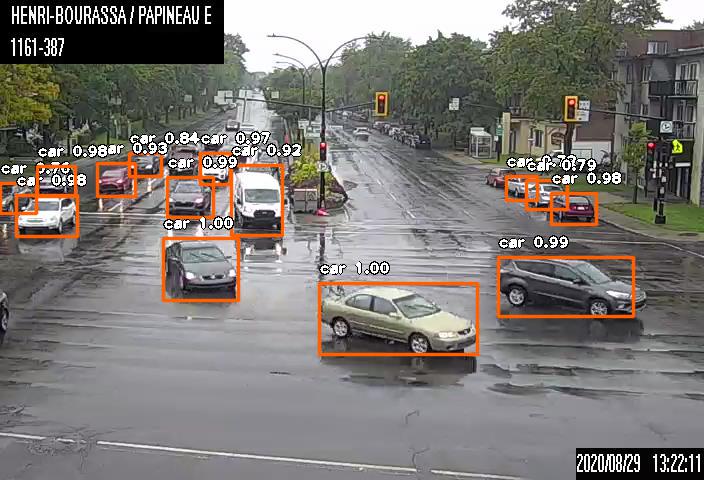 HENRI-BOURASSA / PAPINEAU E
1161-387
car 0.84
car 0.97
car 0.98
car 0.93
car 0.92
car 0.99
car 0.98
car 0.79
car 0.98
car 1.00
car 0.99
car 1.00
2020/08/29 13:22:11